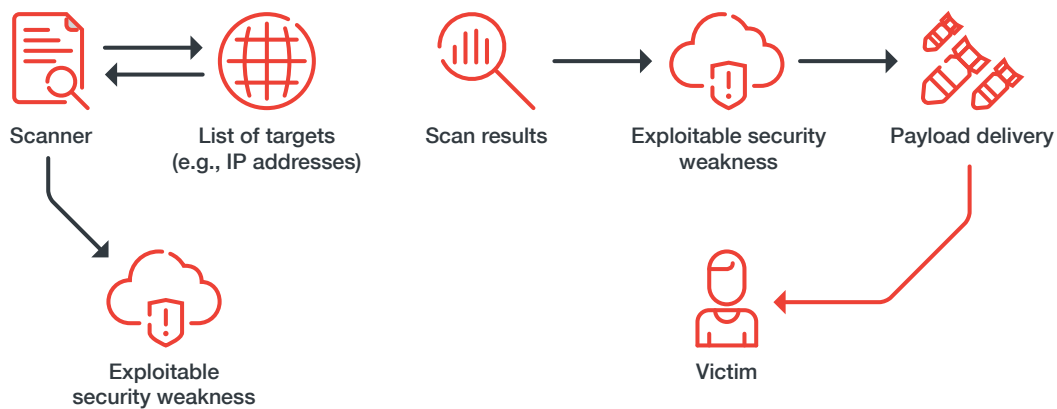 Scanner
List of targets
(e.g., IP addresses)
Scan results
Exploitable security
weakness
Payload delivery
Exploitable
security weakness
Victim